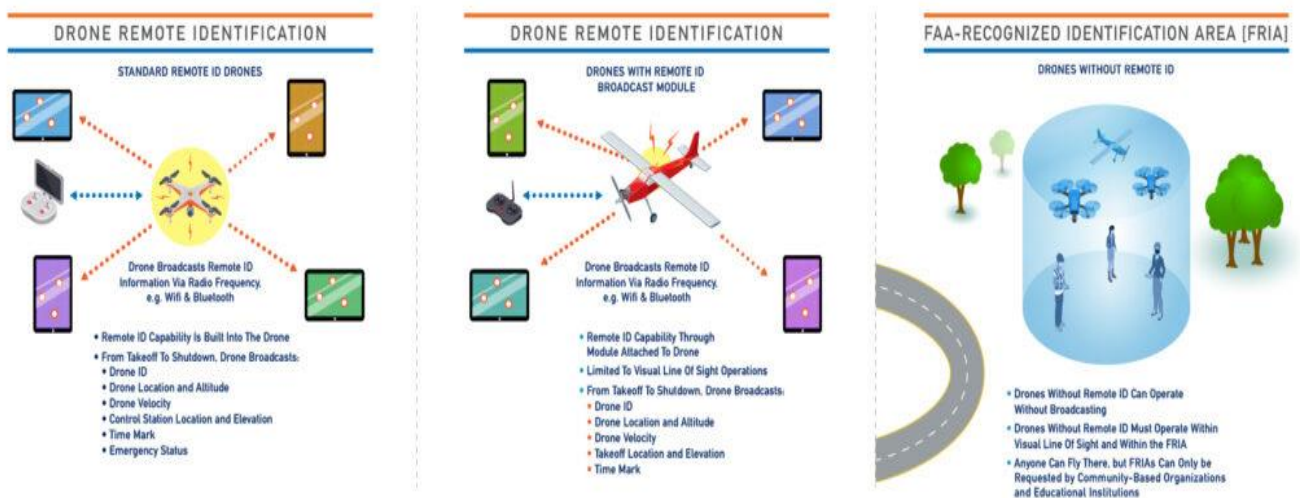 DRONE REMOTE IDENTIFICATION
STANDARD REMOTE ID DRONES
Drone Broadcasts Remote ID
Information Via Radio Frequency,
e.g. Wifi & Bluetooth
• Remote ID Capability Is Built Into The Drone
• From Takeoff To Shutdown, Drone Broadcasts:
• Drone ID
• Drone Location and Altitude
• Drone Velocity
• Control Station Location and Elevation
• Time Mark
• Emergency Status
DRONE REMOTE IDENTIFICATION
DRONES WITH REMOTE ID
BROADCAST MODULE
Drone Broadcasts Remote ID
Information Via Radio Frequency,
e.g. Wifi & Bluetooth
• Remote ID Capability Through
Module Attached To Drone
• Limited To Visual Line Of Sight Operations
• From Takeoff To Shutdown, Drone Broadcasts:
• Drone ID
• Drone Location and Altitude
• Drone Velocity
• Takeoff Location and Elevation
• Time Mark
FAA-RECOGNIZED IDENTIFICATION AREA [FRIA]
DRONES WITHOUT REMOTE ID
• Drones Without Remote ID Can Operate
Without Broadcasting
• Drones Without Remote ID Must Operate Within
Visual Line Of Sight and Within the FRIA
• Anyone Can Fly There, but FRIAs Can Only be
Requested by Community-Based Organizations
and Educational Institutions